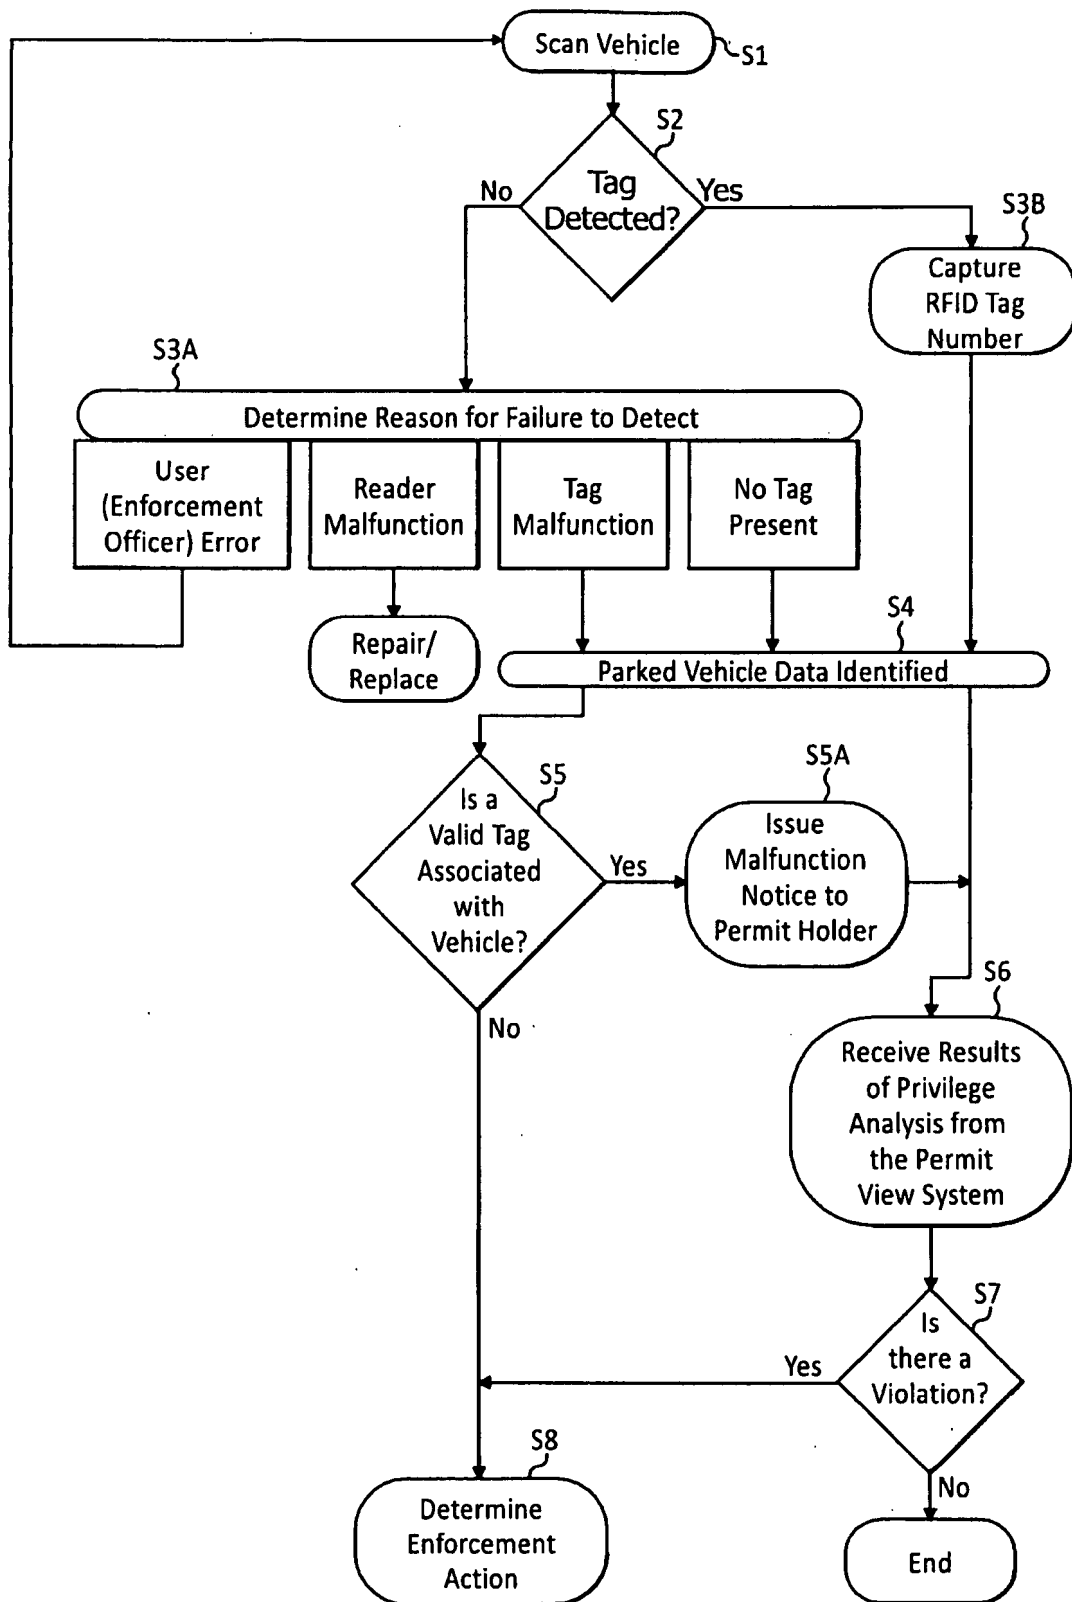 Scan Vehicle
S1
S2
No
Tag
Detected?
Yes
S3B
Capture
RFID Tag
Number
S3A
Determine Reason for Failure to Detect
User
(Enforcement
Officer) Error
Reader
Malfunction
Tag
Malfunction
No Tag
Present
Repair/
Replace
S4
Parked Vehicle Data Identified
S5
Is a
Valid Tag
Associated
with
Vehicle?
Yes
S5A
Issue
Malfunction
Notice to
Permit Holder
No
S6
Receive Results
of Privilege
Analysis from
the Permit
View System
S7
Is
there a
Violation?
Yes
No
S8
Determine
Enforcement
Action
End